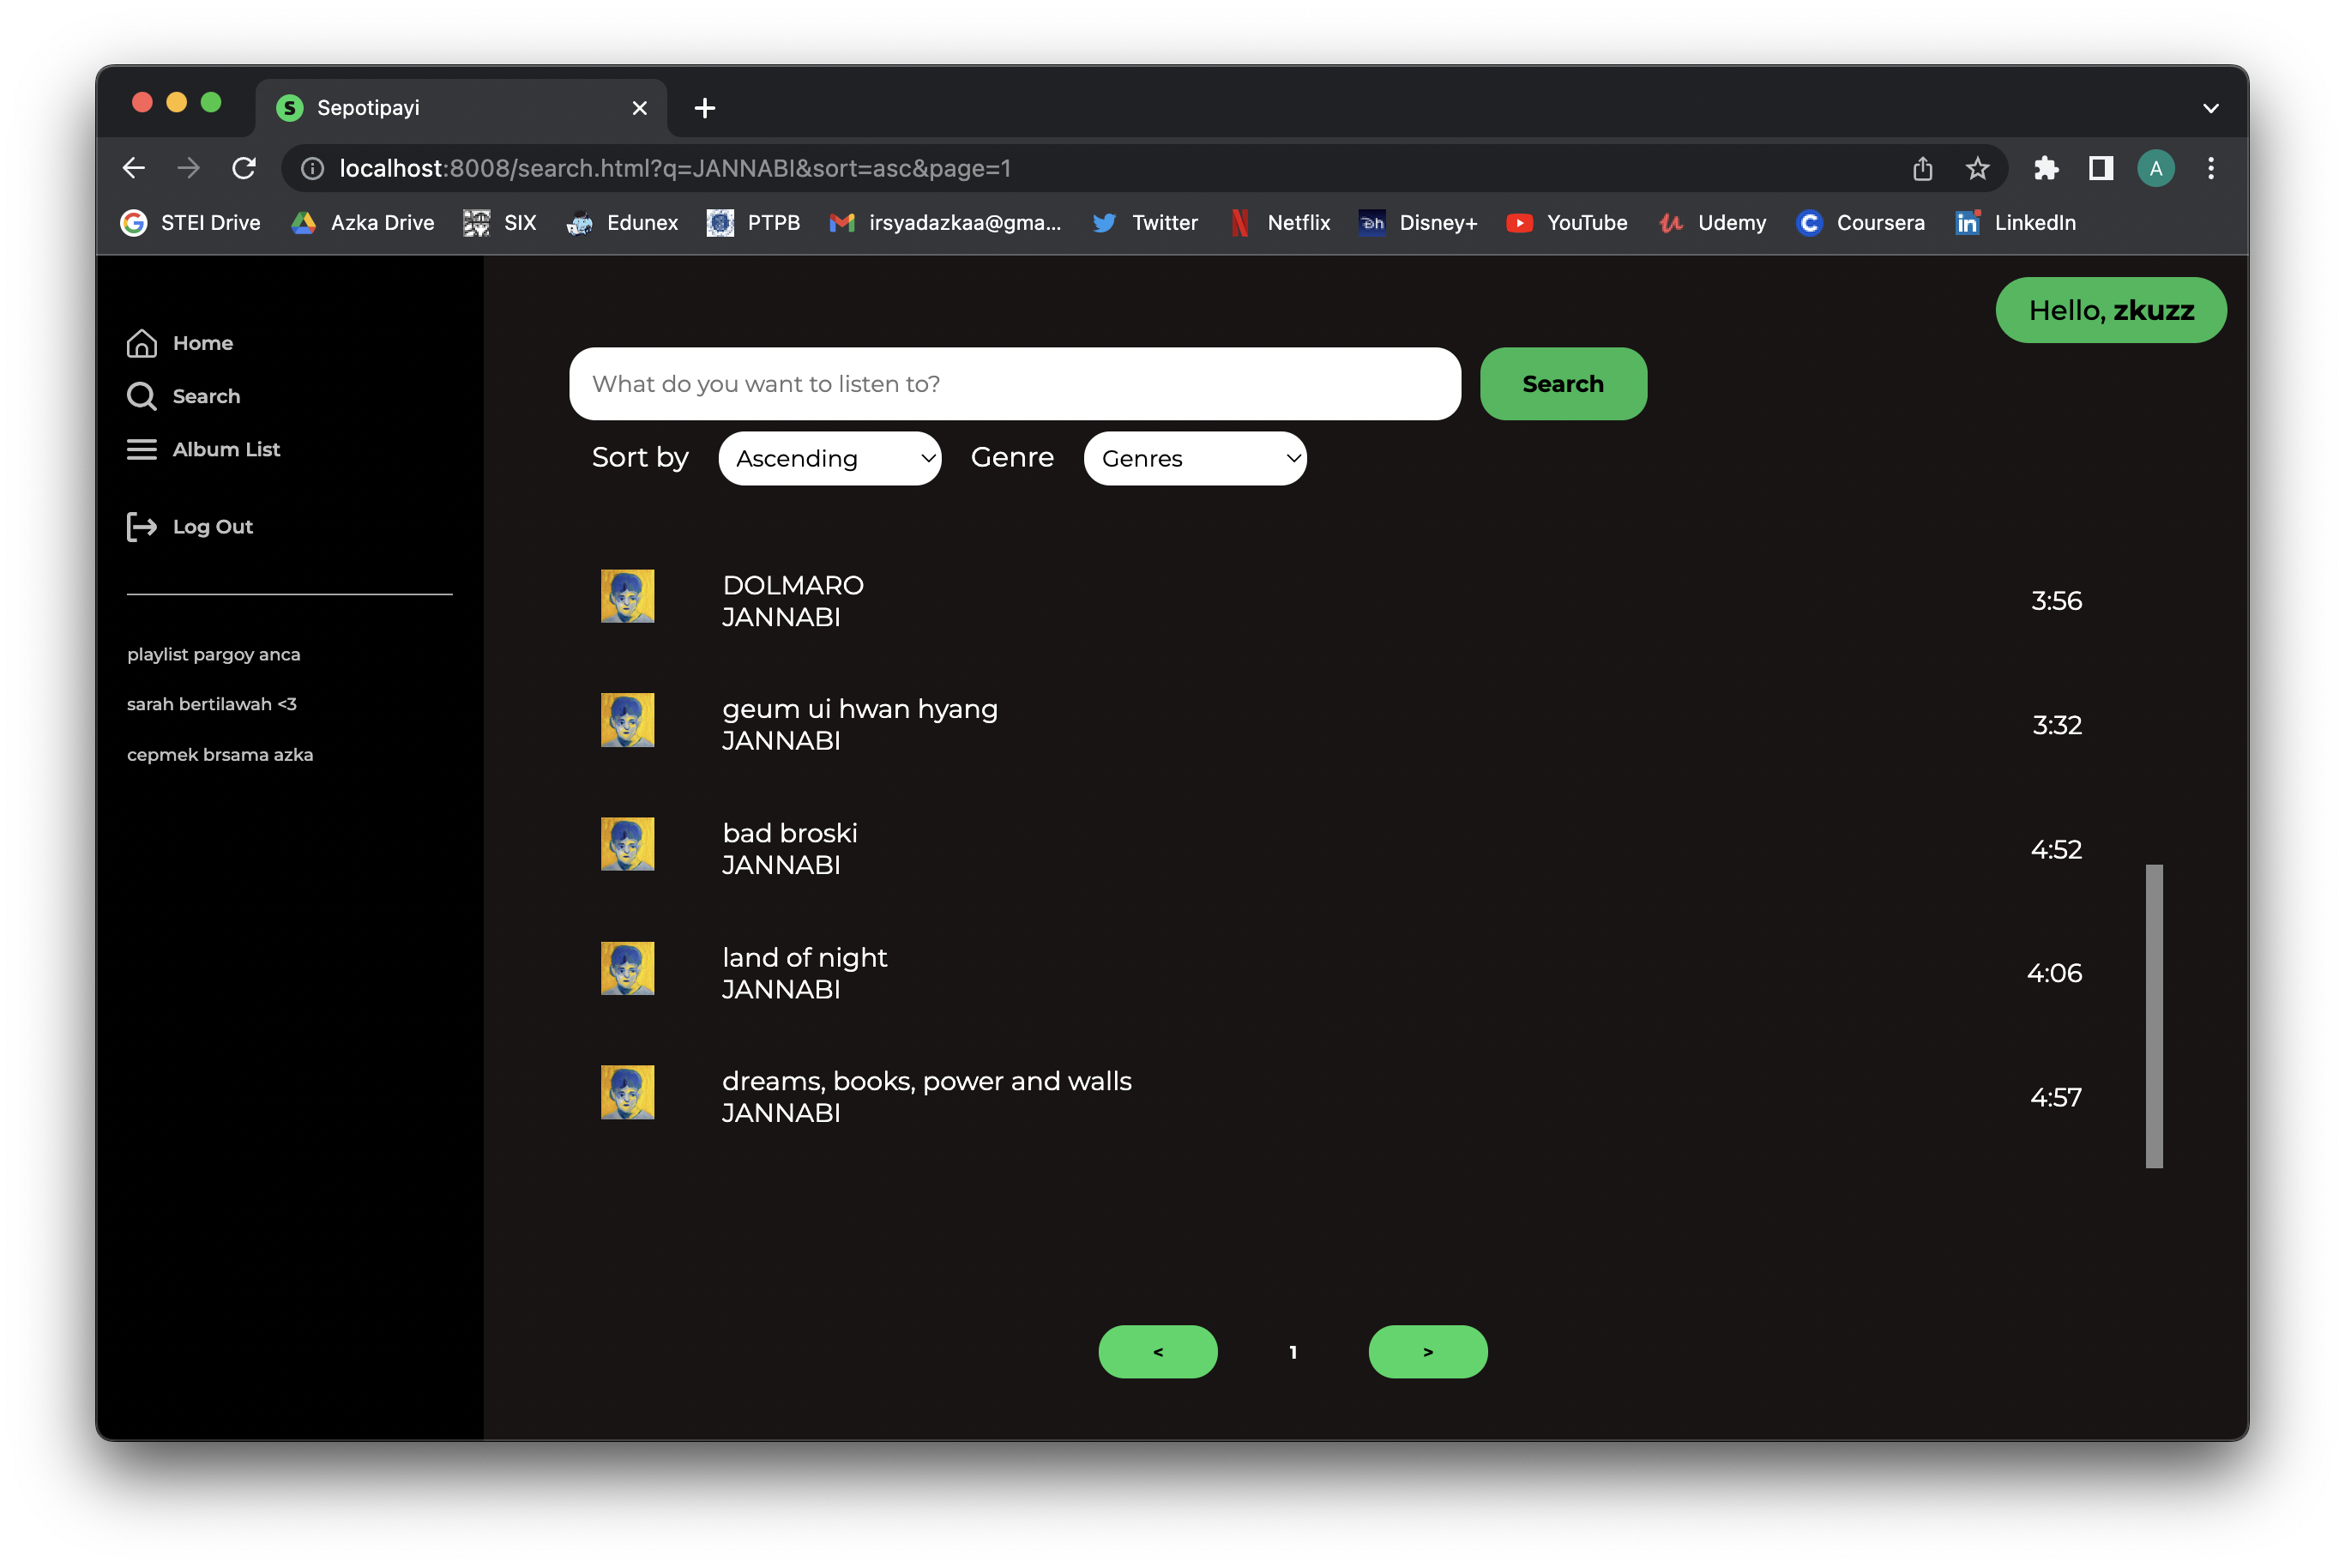 Sepotipayi
localhost:8008/search.html?q=JANNABI&sort=asc&page=1
A
STEI Drive
Azka Drive
SIX
Edunex
PTPB
irsyadazkaa@gma...
Twitter
Netflix
Disney+
YouTube
Udemy
Coursera
LinkedIn
Hello, zkuzz
Home
Search
Album List
Log Out
playlist pargoy anca
sarah bertilawah <3
cepmek brsama azka
What do you want to listen to?
Search
Sort by
Ascending
Genre
Genres
DOLMARO
JANNABI
3:56
geum ui hwan hyang
JANNABI
3:32
bad broski
JANNABI
4:52
land of night
JANNABI
4:06
dreams, books, power and walls
JANNABI
4:57
<
1
>